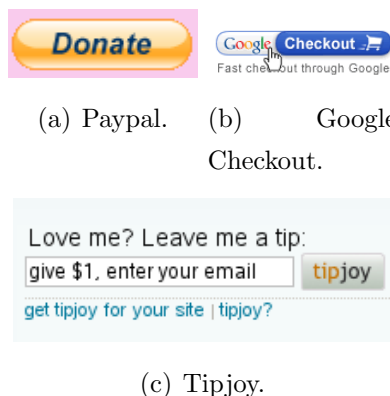 Donate
Google Checkout
Fast checkout through Google
(a) Paypal.
(b) Google
Checkout.
Love me? Leave me a tip:
give $1, enter your email
tipjoy
get tipjoy for your site | tipjoy?
(c) Tipjoy.